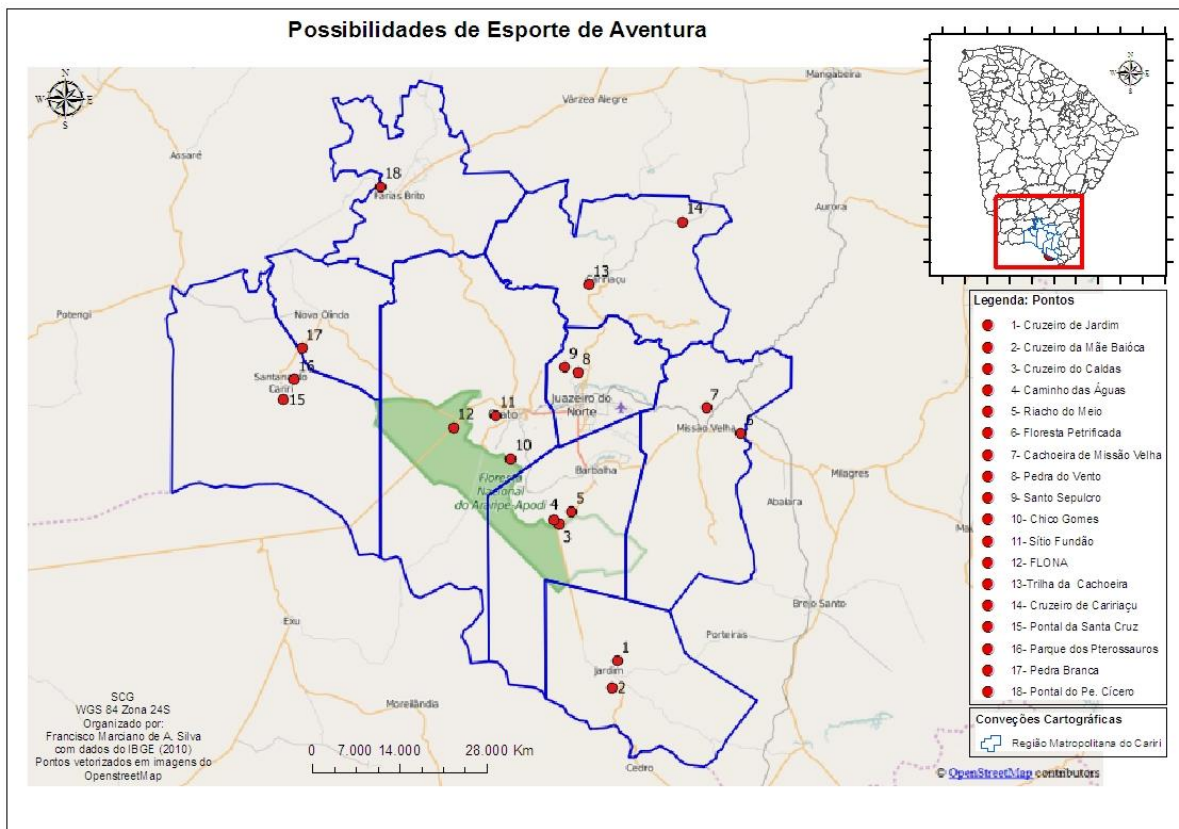 Possibilidades de Esporte de Aventura
N
W E
S
N
S
Mangabeira
Várzea Alegre
Assaré
18
Farias Brito
Aurora
14
13
Potengi
Nova Olinda
17
16
Santana do
Cariri
15
9
8
Juazeiro do
Norte
7
Missão Velha
6
11
Crato
12
10
Barbalha
Milagres
Floresta
Nacional
do Araripe-Apodi
Abaiara
5
4
3
Brejo Santo
Exu
Porteiras
1
Jardim
2
Moreilândia
Cedro
Legenda: Pontos
1- Cruzeiro de Jardim
2- Cruzeiro da Mãe Baióca
3- Cruzeiro do Caldas
4- Caminho das Águas
5- Riacho do Meio
6- Floresta Petrificada
7- Cachoeira de Missão Velha
8- Pedra do Vento
9- Santo Sepulcro
10- Chico Gomes
11- Sítio Fundão
12- FLONA
13-Trilha da Cachoeira
14- Cruzeiro de Caririaçu
15- Pontal da Santa Cruz
16- Parque dos Pterossauros
17- Pedra Branca
18- Pontal do Pe. Cícero
Conveções Cartográficas
Região Matropolitana do Cariri
SCG
WGS 84 Zona 24S
Organizado por:
Francisco Marciano de A. Silva
com dados do IBGE (2010)
Pontos vetorizados em imagens do
OpenstreetMap
0 7.000 14.000 28.000 Km
© OpenStreetMap contributors